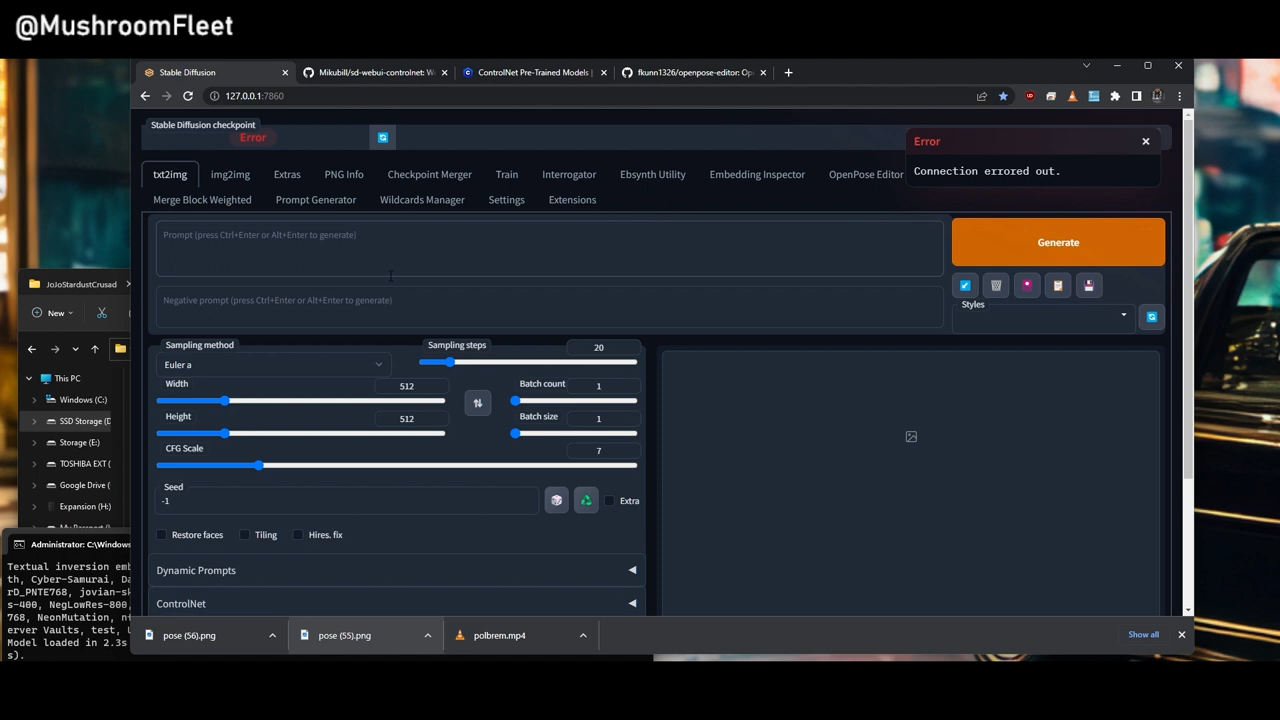 @MushroomFleet
Stable Diffusion
Mikubill/sd-webui-controlnet: W
ControlNet Pre-Trained Models |
fkunn1326/openpose-editor: Op
127.0.0.1:7860
Stable Diffusion checkpoint
Error
Error
Connection errored out.
txt2img
img2img
Extras
PNG Info
Checkpoint Merger
Train
Interrogator
Ebsynth Utility
Embedding Inspector
OpenPose Editor
Merge Block Weighted
Prompt Generator
Wildcards Manager
Settings
Extensions
Prompt (press Ctrl+Enter or Alt+Enter to generate)
Generate
Negative prompt (press Ctrl+Enter or Alt+Enter to generate)
Styles
JoJoStardustCrusad
New
This PC
Windows (C:)
SSD Storage (D
Storage (E:)
TOSHIBA EXT (
Google Drive (
Expansion (H:)
Sampling method
Euler a
Sampling steps
20
Width
512
Batch count
1
Height
512
Batch size
1
CFG Scale
7
Seed
-1
Extra
Restore faces
Tiling
Hires. fix
Dynamic Prompts
ControlNet
Administrator: C:\Windows
Textual inversion emb
th, Cyber-Samurai, Da
rD_PNTE768, jovian-sk
s-400, NegLowRes-800,
768, NeonMutation, nf
erver Vaults, test, U
Model loaded in 2.3s
s).
pose (56).png
pose (55).png
polbrem.mp4
Show all